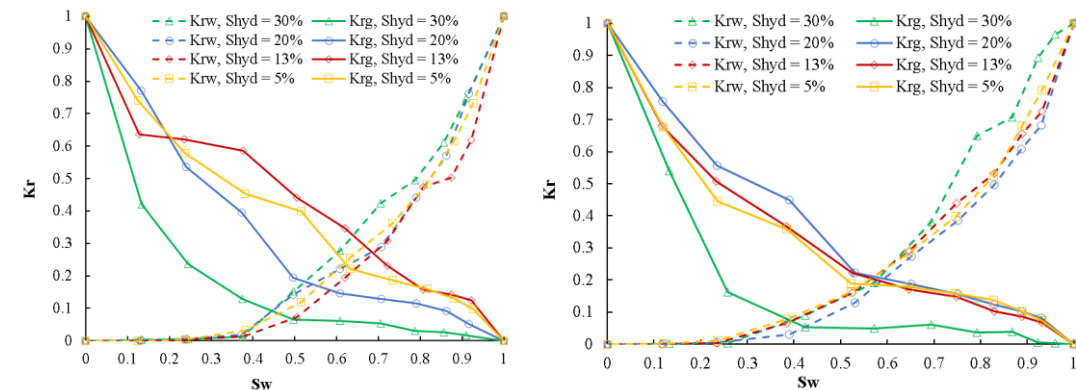 Krw, Shyd = 30% Krg, Shyd = 30%
Krw, Shyd = 20% Krg, Shyd = 20%
Krw, Shyd = 13% Krg, Shyd = 13%
Krw, Shyd = 5% Krg, Shyd = 5%
1
0.9
0.8
0.7
0.6
0.5
0.4
0.3
0.2
0.1
0
Kr
0 0.1 0.2 0.3 0.4 0.5 0.6 0.7 0.8 0.9 1
Sw
Krw, Shyd = 30% Krg, Shyd = 30%
Krw, Shyd = 20% Krg, Shyd = 20%
Krw, Shyd = 13% Krg, Shyd = 13%
Krw, Shyd = 5% Krg, Shyd = 5%
1
0.9
0.8
0.7
0.6
0.5
0.4
0.3
0.2
0.1
0
Kr
0 0.1 0.2 0.3 0.4 0.5 0.6 0.7 0.8 0.9 1
Sw